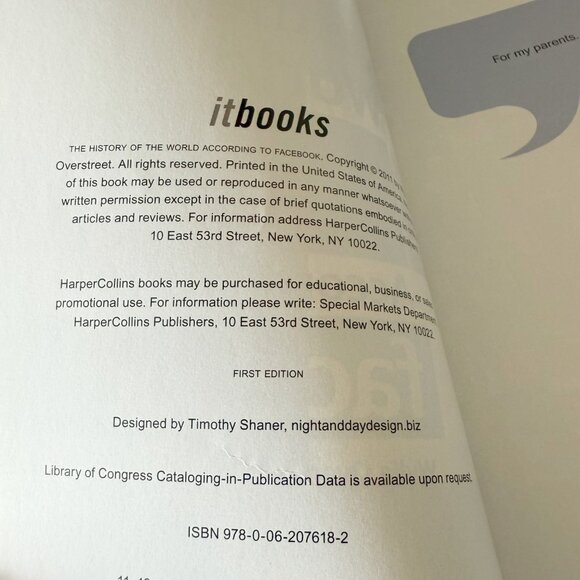 For my parents.
itbooks
THE HISTORY OF THE WORLD ACCORDING TO FACEBOOK. Copyright © 2011 by
Overstreet. All rights reserved. Printed in the United States of America.
of this book may be used or reproduced in any manner whatsoever
written permission except in the case of brief quotations embodied in
articles and reviews. For information address HarperCollins Publishers
10 East 53rd Street, New York, NY 10022.
HarperCollins books may be purchased for educational, business, or sales
promotional use. For information please write: Special Markets Department
HarperCollins Publishers, 10 East 53rd Street, New York, NY 10022.
FIRST EDITION
Designed by Timothy Shaner, nightanddaydesign.biz
Library of Congress Cataloging-in-Publication Data is available upon request.
ISBN 978-0-06-207618-2